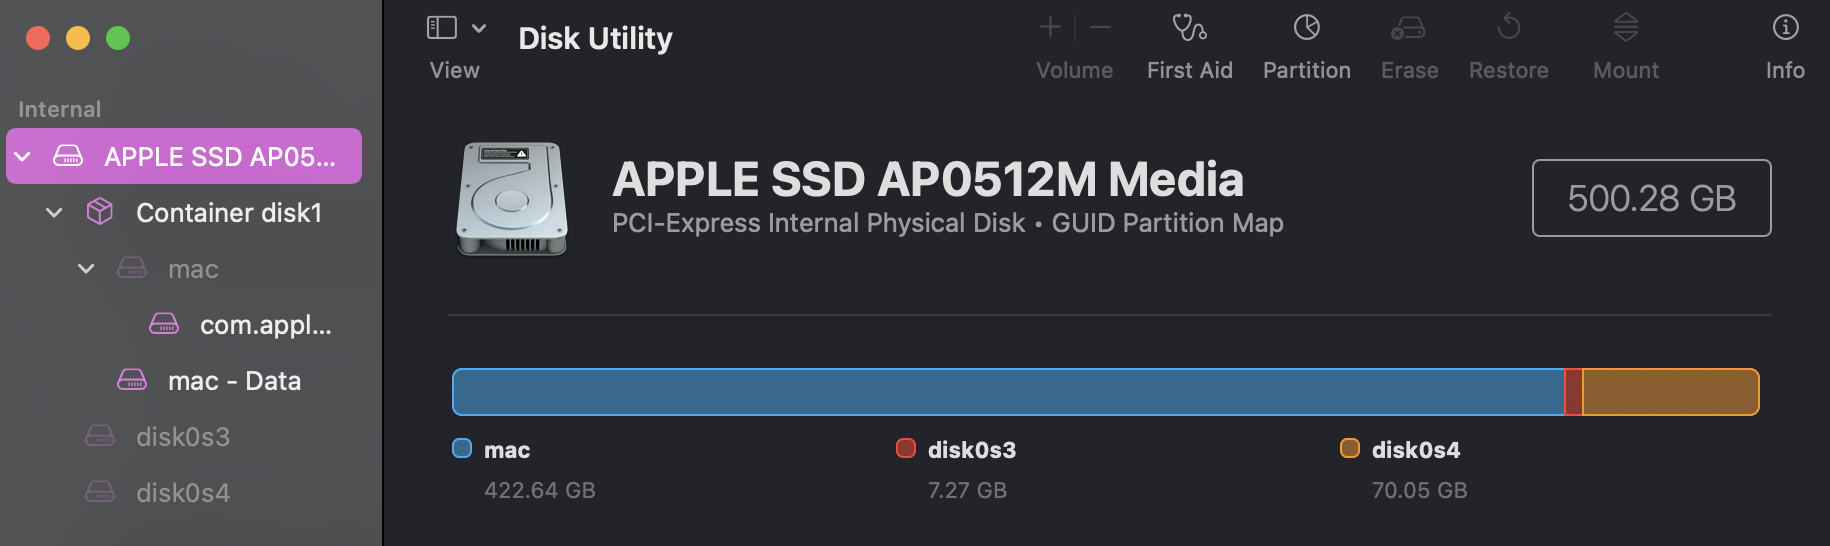 View
Disk Utility
Volume
First Aid
Partition
Erase
Restore
Mount
Info
Internal
APPLE SSD AP05...
Container disk1
mac
com.appl...
mac - Data
disk0s3
disk0s4
APPLE SSD AP0512M Media
PCI-Express Internal Physical Disk • GUID Partition Map
500.28 GB
mac
422.64 GB
disk0s3
7.27 GB
disk0s4
70.05 GB